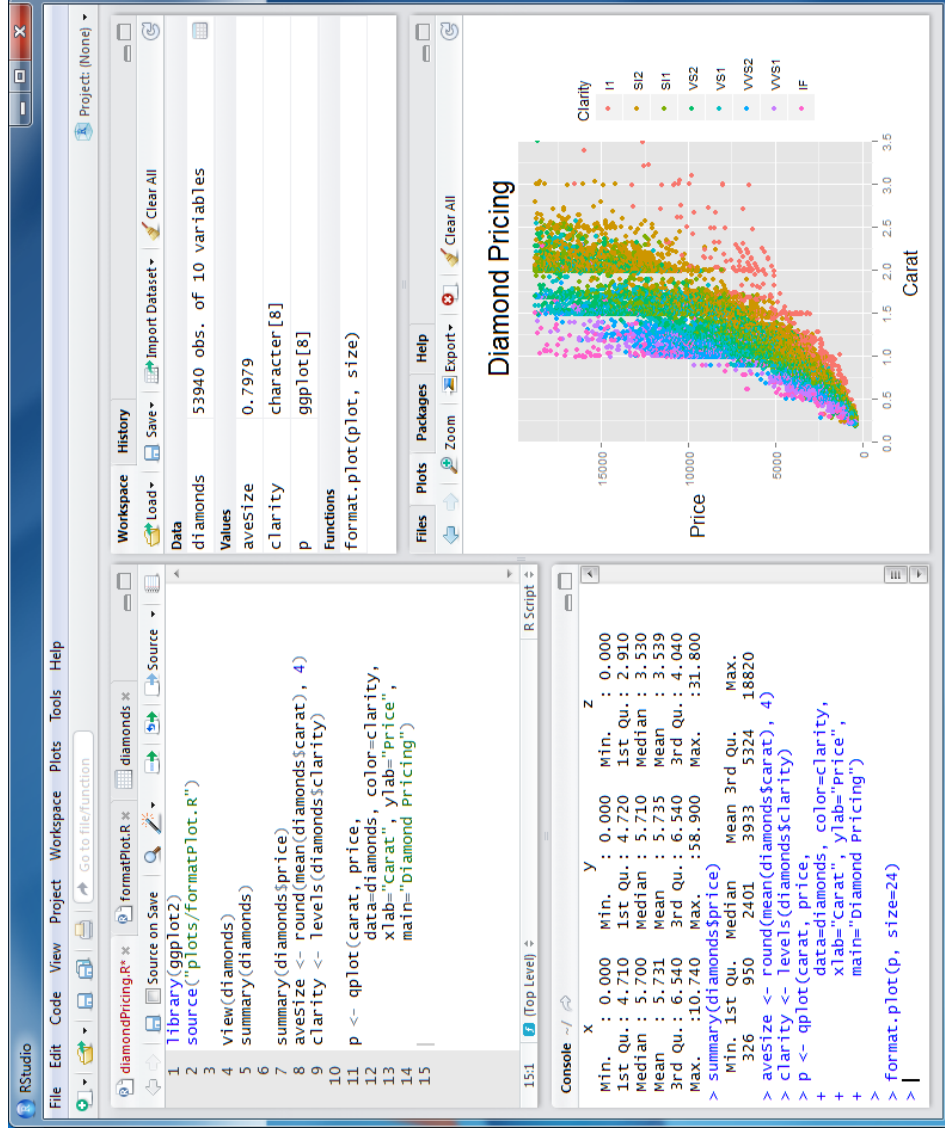 RStudio
File Edit Code View Project Workspace Plots Tools Help
Go to file/function
Project: (None)
diamondPricing.R* × formatPlot.R × diamonds ×
Source on Save
Source
1 library(ggplot2)
2 source("plots/formatPlot.R")
3
4 view(diamonds)
5 summary(diamonds)
6
7 summary(diamonds$price)
8 aveSize <- round(mean(diamonds$carat), 4)
9 clarity <- levels(diamonds$clarity)
10
11 p <- qplot(carat, price,
12 data=diamonds, color=clarity,
13 xlab="Carat", ylab="Price",
14 main="Diamond Pricing")
15
15:1 (Top Level) R Script
Console ~/
x y z
Min. : 0.000 Min. : 0.000 Min. : 0.000
1st Qu.: 4.710 1st Qu.: 4.720 1st Qu.: 2.910
Median : 5.700 Median : 5.710 Median : 3.530
Mean : 5.731 Mean : 5.735 Mean : 3.539
3rd Qu.: 6.540 3rd Qu.: 6.540 3rd Qu.: 4.040
Max. :10.740 Max. :58.900 Max. :31.800
> summary(diamonds$price)
Min. 1st Qu. Median Mean 3rd Qu. Max.
326 950 2401 3933 5324 18820
> aveSize <- round(mean(diamonds$carat), 4)
> clarity <- levels(diamonds$clarity)
> p <- qplot(carat, price,
+ data=diamonds, color=clarity,
+ xlab="Carat", ylab="Price",
+ main="Diamond Pricing")
>
> format.plot(p, size=24)
>
Workspace History
Load Save Import Dataset Clear All
Data
diamonds 53940 obs. of 10 variables
Values
aveSize 0.7979
clarity character[8]
p ggplot[8]
Functions
format.plot(plot, size)
Files Plots Packages Help
Zoom Export Clear All
Diamond Pricing
Price
15000
10000
5000
0
0.0 0.5 1.0 1.5 2.0 2.5 3.0 3.5
Carat
Clarity
I1
SI2
SI1
VS2
VS1
VVS2
VVS1
IF